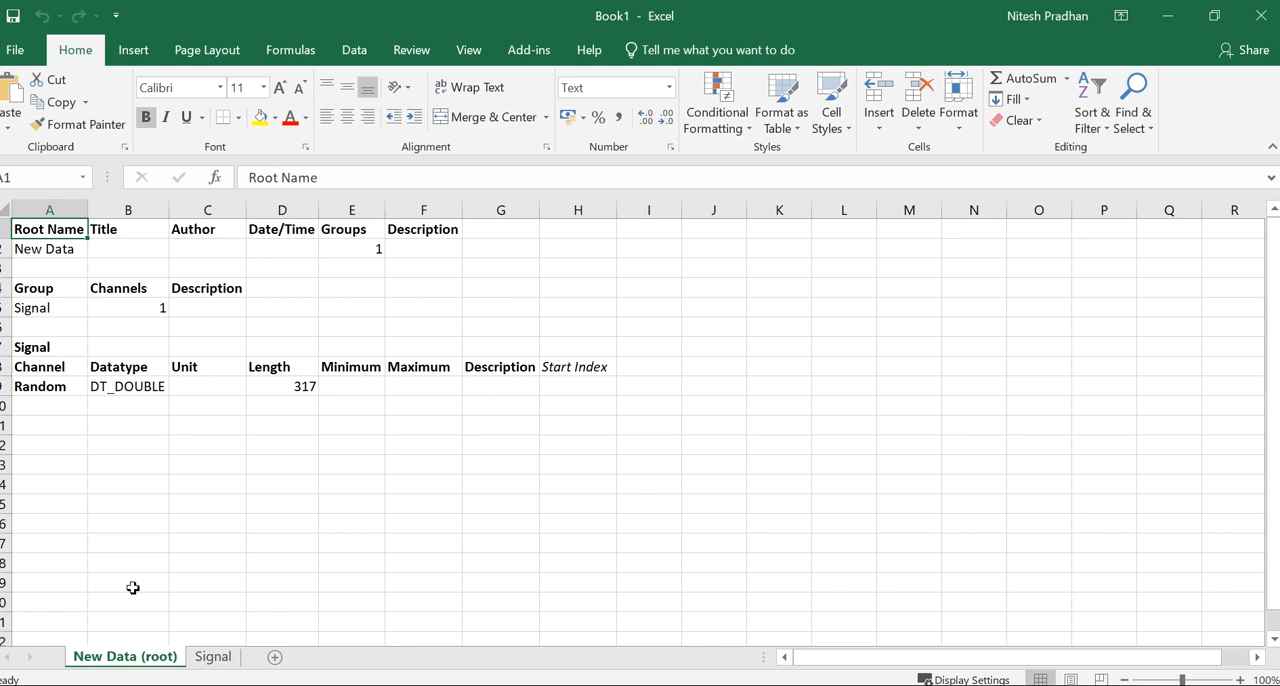 Book1 - Excel
Nitesh Pradhan
File Home Insert Page Layout Formulas Data Review View Add-ins Help Tell me what you want to do Share
Cut
Copy
Format Painter
Clipboard
Calibri 11
B I U
Font
Wrap Text
Merge & Center
Alignment
Text
Number
Conditional Formatting
Format as Table
Cell Styles
Styles
Insert Delete Format
Cells
AutoSum
Fill
Clear
Sort & Filter
Find & Select
Editing
fx Root Name
A B C D E F G H I J K L M N O P Q R
Root Name Title Author Date/Time Groups Description
New Data 1
Group Channels Description
Signal 1
Signal
Channel Datatype Unit Length Minimum Maximum Description Start Index
Random DT_DOUBLE 317
New Data (root) Signal
Display Settings 100%